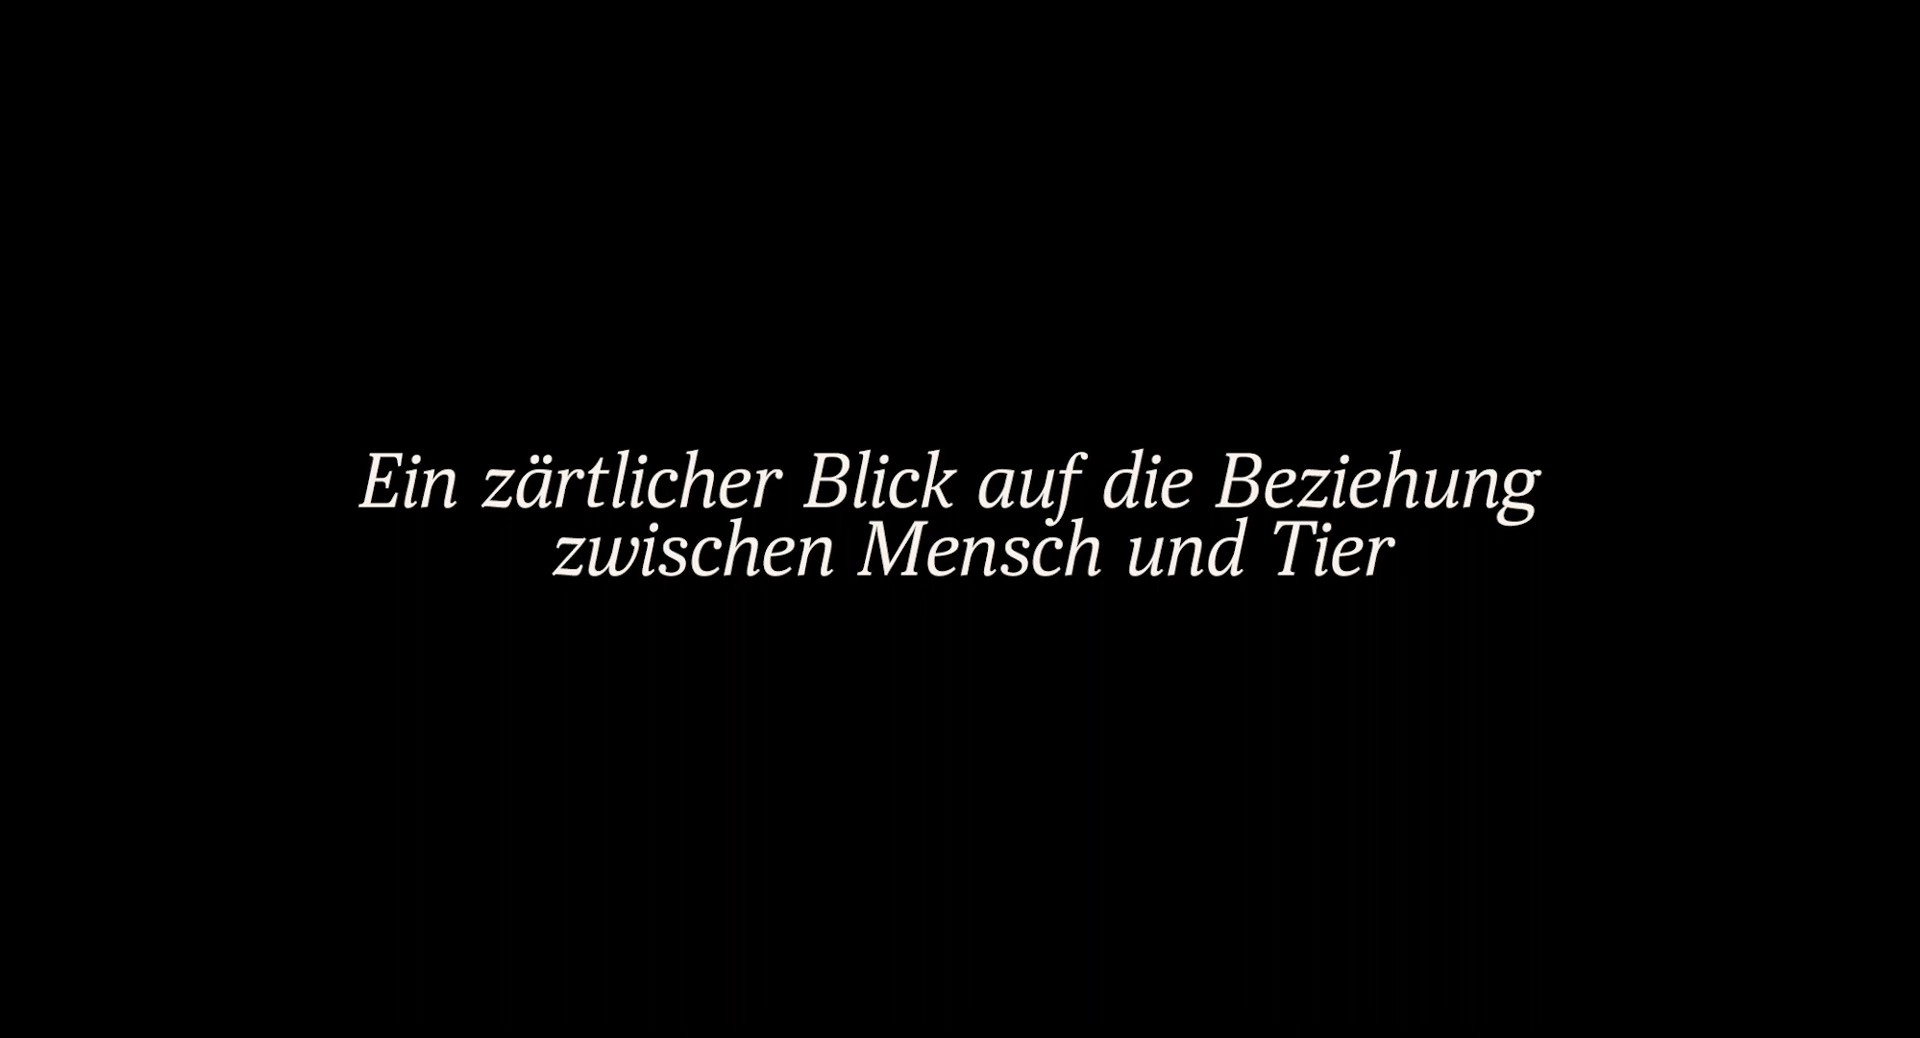 Ein zärtlicher Blick auf die Beziehung
zwischen Mensch und Tier